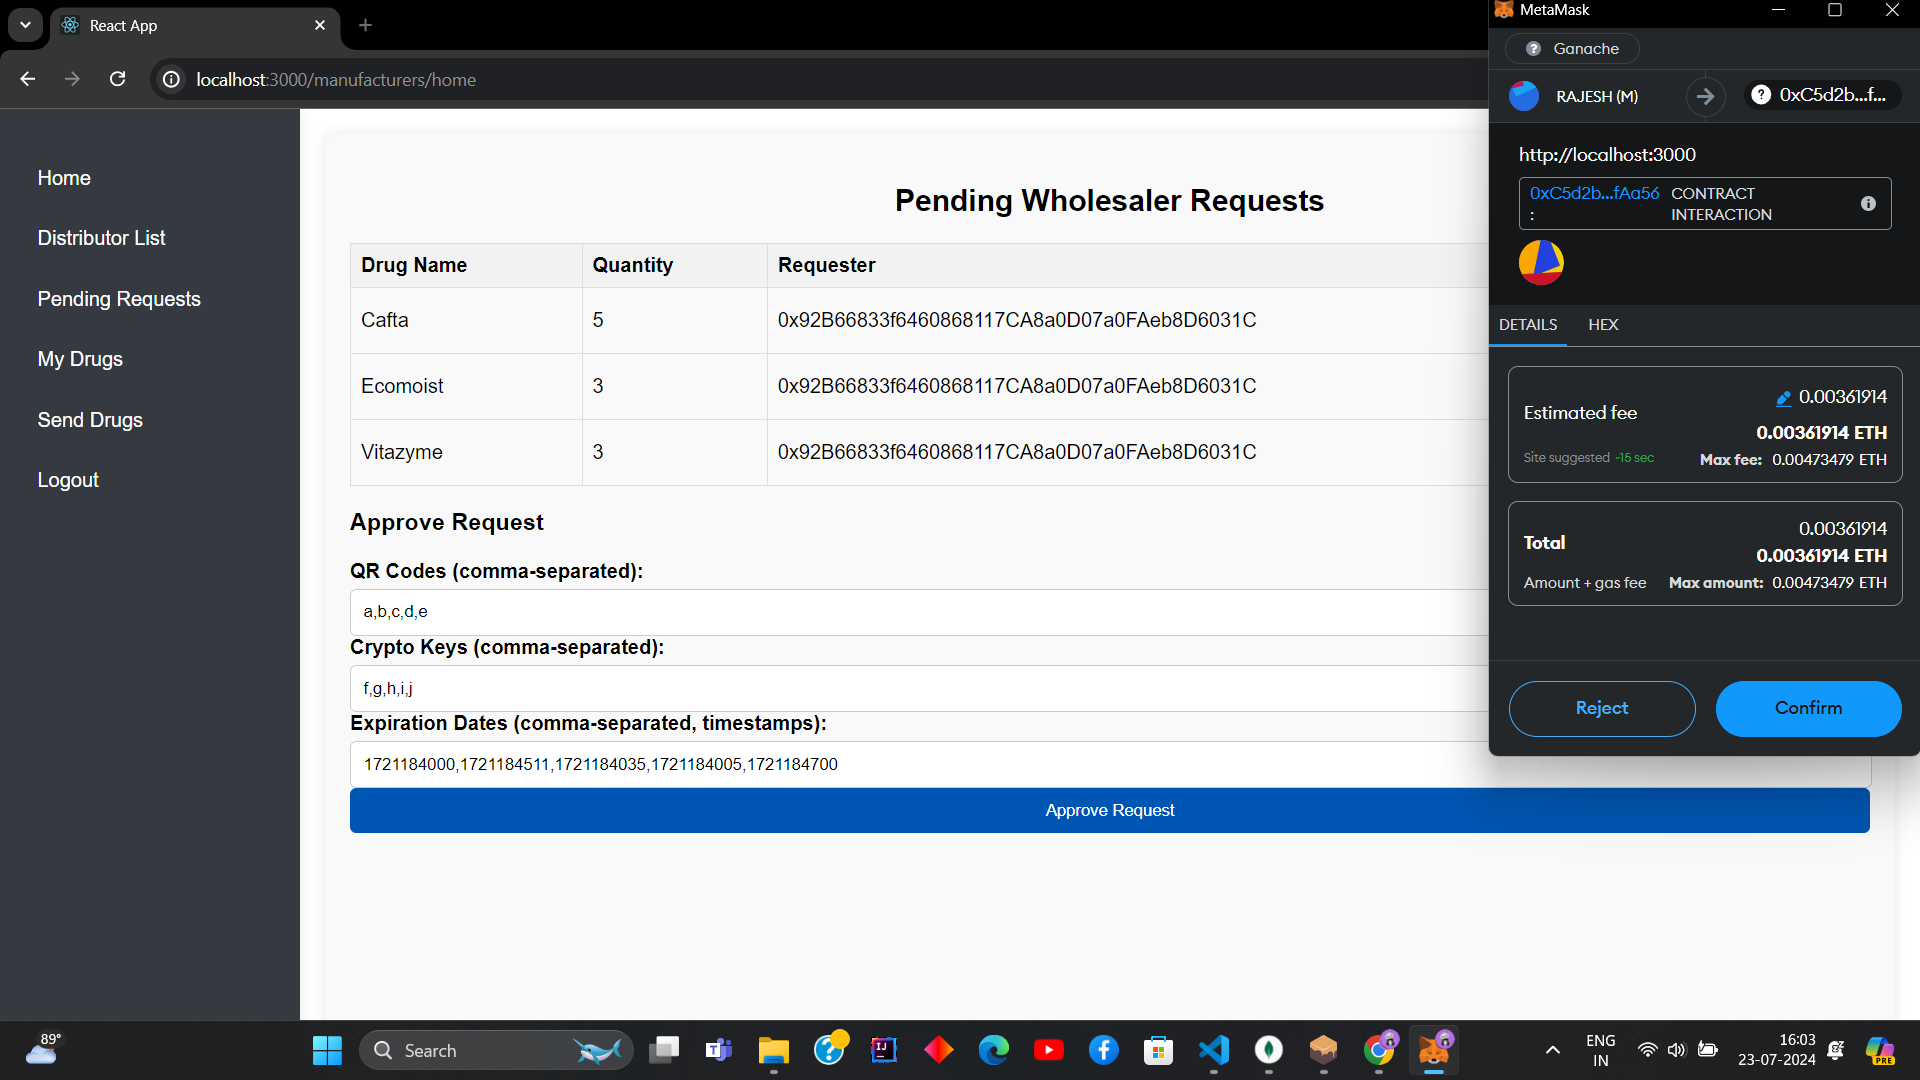 React App
localhost:3000/manufacturers/home
Home
Distributor List
Pending Requests
My Drugs
Send Drugs
Logout
Pending Wholesaler Requests
Drug Name Quantity Requester
Cafta 5 0x92B66833f6460868117CA8a0D07a0FAeb8D6031C
Ecomoist 3 0x92B66833f6460868117CA8a0D07a0FAeb8D6031C
Vitazyme 3 0x92B66833f6460868117CA8a0D07a0FAeb8D6031C
Approve Request
QR Codes (comma-separated):
a,b,c,d,e
Crypto Keys (comma-separated):
f,g,h,i,j
Expiration Dates (comma-separated, timestamps):
1721184000,1721184511,1721184035,1721184005,1721184700
Approve Request
MetaMask
Ganache
RAJESH (M) 0xC5d2b...f...
http://localhost:3000
0xC5d2b...fAa56 CONTRACT
: INTERACTION
DETAILS HEX
0.00361914
Estimated fee
0.00361914 ETH
Site suggested ~15 sec Max fee: 0.00473479 ETH
0.00361914
Total
0.00361914 ETH
Amount + gas fee Max amount: 0.00473479 ETH
Reject Confirm
89°
Search
ENG
IN
16:03
23-07-2024
PRE